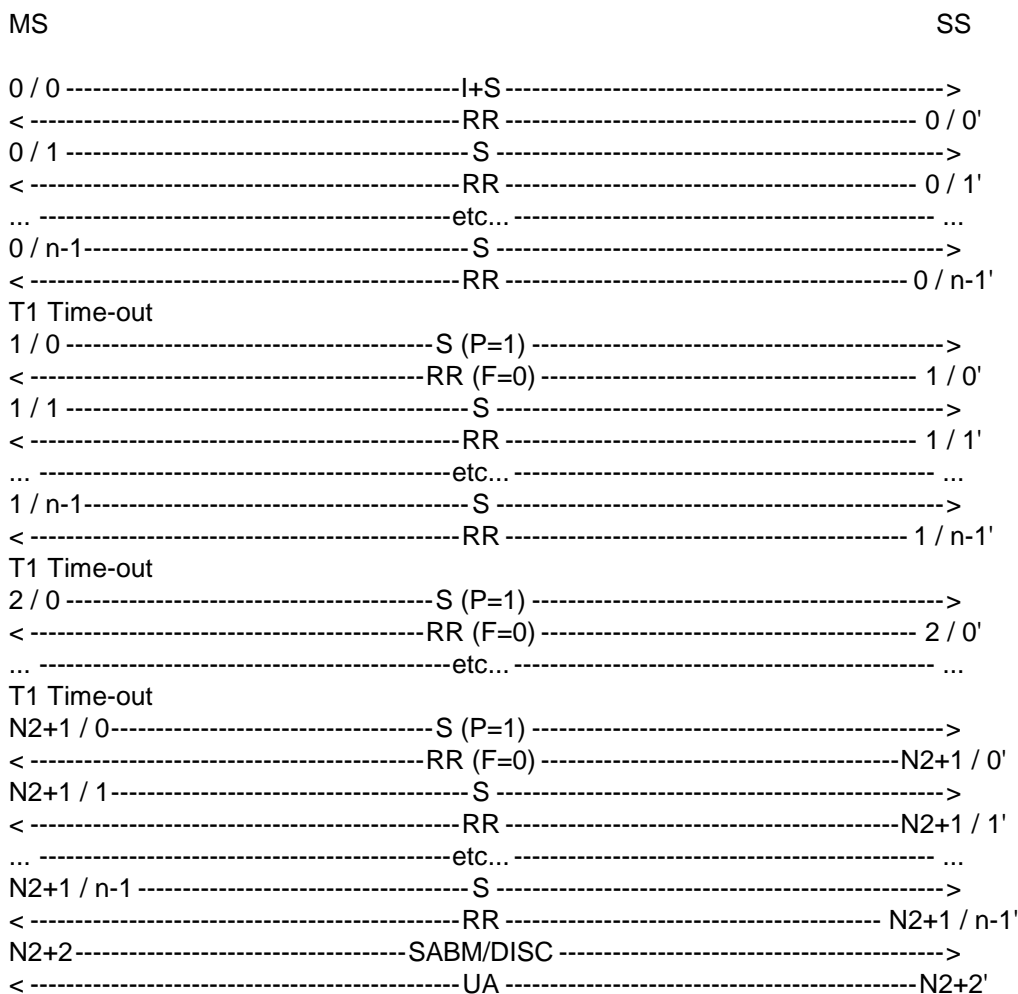 MS SS
0 / 0 --------------------------------------------I+S ------------------------------------------------->
< ------------------------------------------------RR ---------------------------------------------- 0 / 0'
0 / 1 --------------------------------------------- S -------------------------------------------------->
< ------------------------------------------------RR ---------------------------------------------- 0 / 1'
... ----------------------------------------------etc... ----------------------------------------------- ...
0 / n-1------------------------------------------- S -------------------------------------------------->
< ------------------------------------------------RR --------------------------------------------- 0 / n-1'
T1 Time-out
1 / 0 -----------------------------------------S (P=1) ---------------------------------------------->
< --------------------------------------------RR (F=0) ------------------------------------------ 1 / 0'
1 / 1 --------------------------------------------- S -------------------------------------------------->
< ------------------------------------------------RR ---------------------------------------------- 1 / 1'
... ----------------------------------------------etc... ----------------------------------------------- ...
1 / n-1------------------------------------------- S -------------------------------------------------->
< ------------------------------------------------RR --------------------------------------------- 1 / n-1'
T1 Time-out
2 / 0 -----------------------------------------S (P=1) ---------------------------------------------->
< --------------------------------------------RR (F=0) ------------------------------------------ 2 / 0'
... ----------------------------------------------etc... ----------------------------------------------- ...
T1 Time-out
N2+1 / 0------------------------------------S (P=1) ---------------------------------------------->
< --------------------------------------------RR (F=0) ----------------------------------------N2+1 / 0'
N2+1 / 1---------------------------------------- S -------------------------------------------------->
< ------------------------------------------------RR --------------------------------------------N2+1 / 1'
... ----------------------------------------------etc... ----------------------------------------------- ...
N2+1 / n-1 ------------------------------------- S -------------------------------------------------->
< ------------------------------------------------RR ------------------------------------------ N2+1 / n-1'
N2+2-------------------------------------SABM/DISC ------------------------------------------->
< ------------------------------------------------UA ----------------------------------------------N2+2'